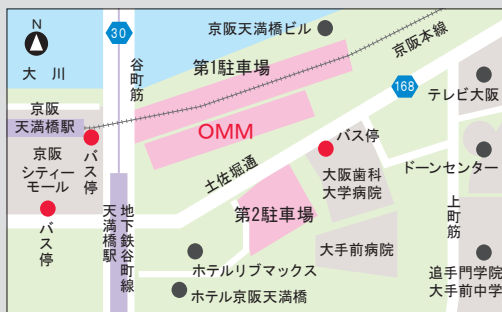 N
大川
30
谷町筋
京阪天満橋ビル
第1駐車場
京阪本線
168
テレビ大阪
京阪
天満橋駅
OMM
バス停
京阪
シティー
モール
バス停
土佐堀通
バス停
大阪歯科
大学病院
ドーンセンター
第2駐車場
上町筋
バス停
天満橋駅
地下鉄谷町線
大手前病院
ホテルリブマックス
ホテル京阪天満橋
追手門学院
大手前中学